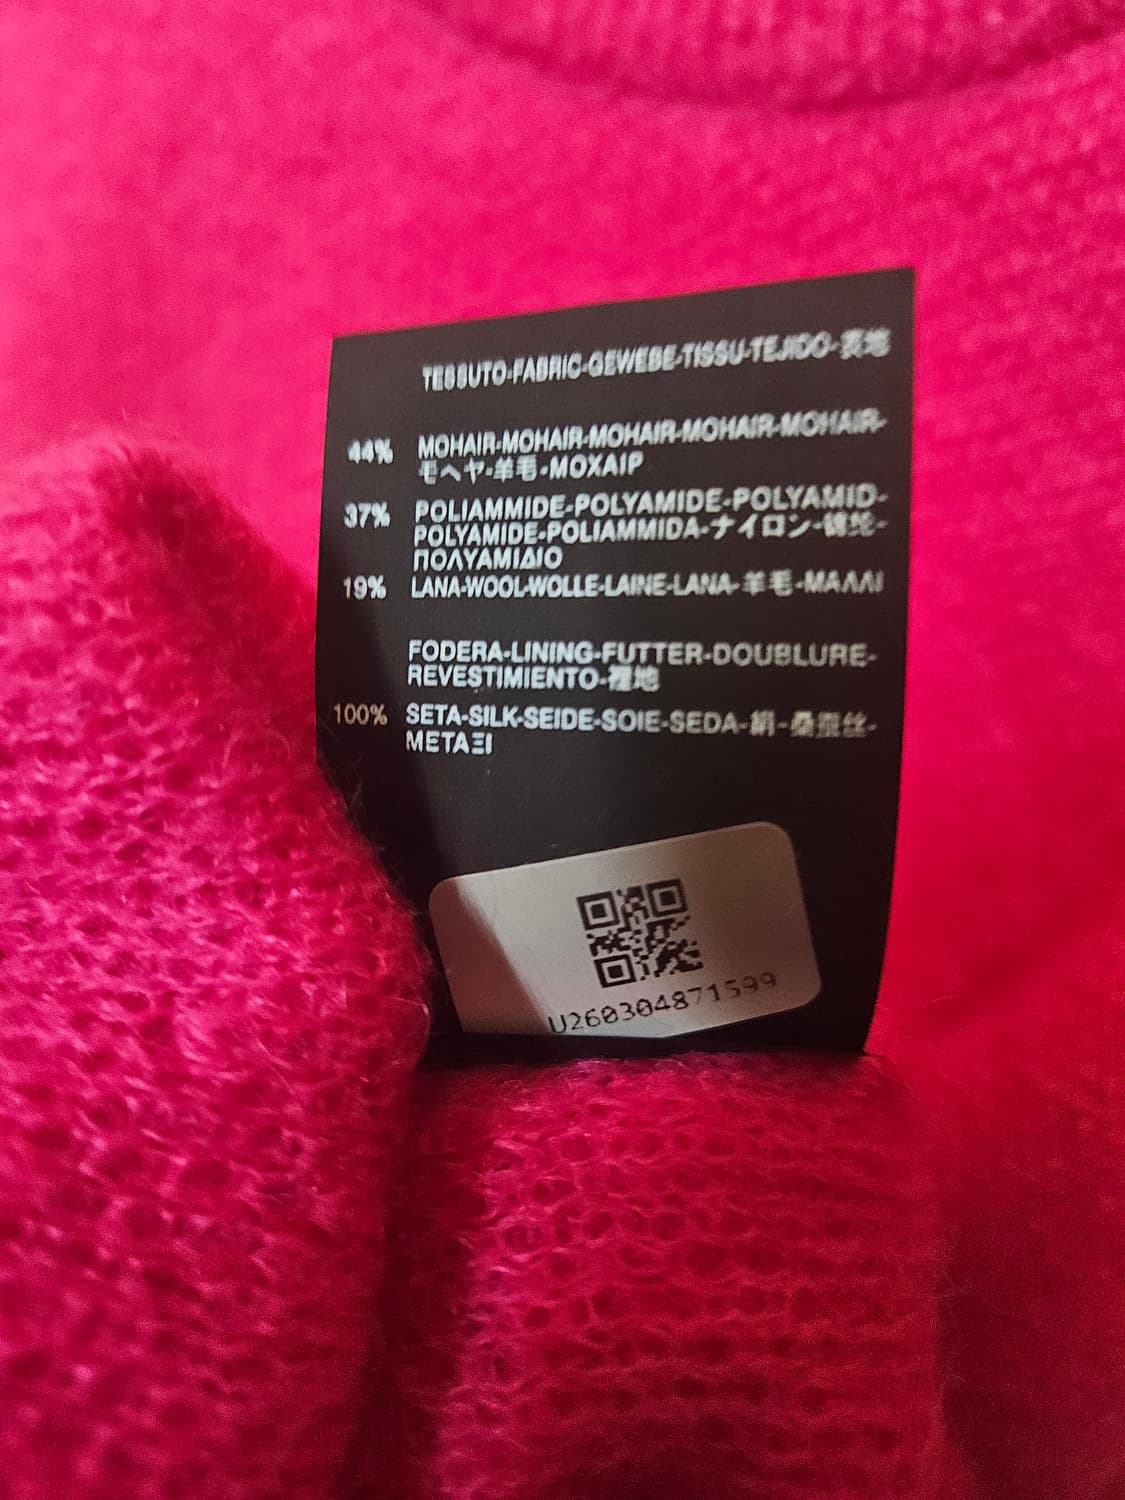 TESSUTO-FABRIC-GEWEBE-TISSU-TEJIDO-表地
44% MOHAIR-MOHAIR-MOHAIR-MOHAIR-MOHAIR-
モヘヤ-羊毛-MOXAIP
37% POLIAMMIDE-POLYAMIDE-POLYAMID-
POLYAMIDE-POLIAMMIDA-ナイロン-锦纶-
ΠΟΛΥΑΜΙΔΙΟ
19% LANA-WOOL-WOLLE-LAINE-LANA-羊毛-ΜΑΛΛΙ
FODERA-LINING-FUTTER-DOUBLURE-
REVESTIMIENTO-裡地
100% SETA-SILK-SEIDE-SOIE-SEDA-絹-桑蚕丝-
ΜΕΤΑΞΙ
U260304871599